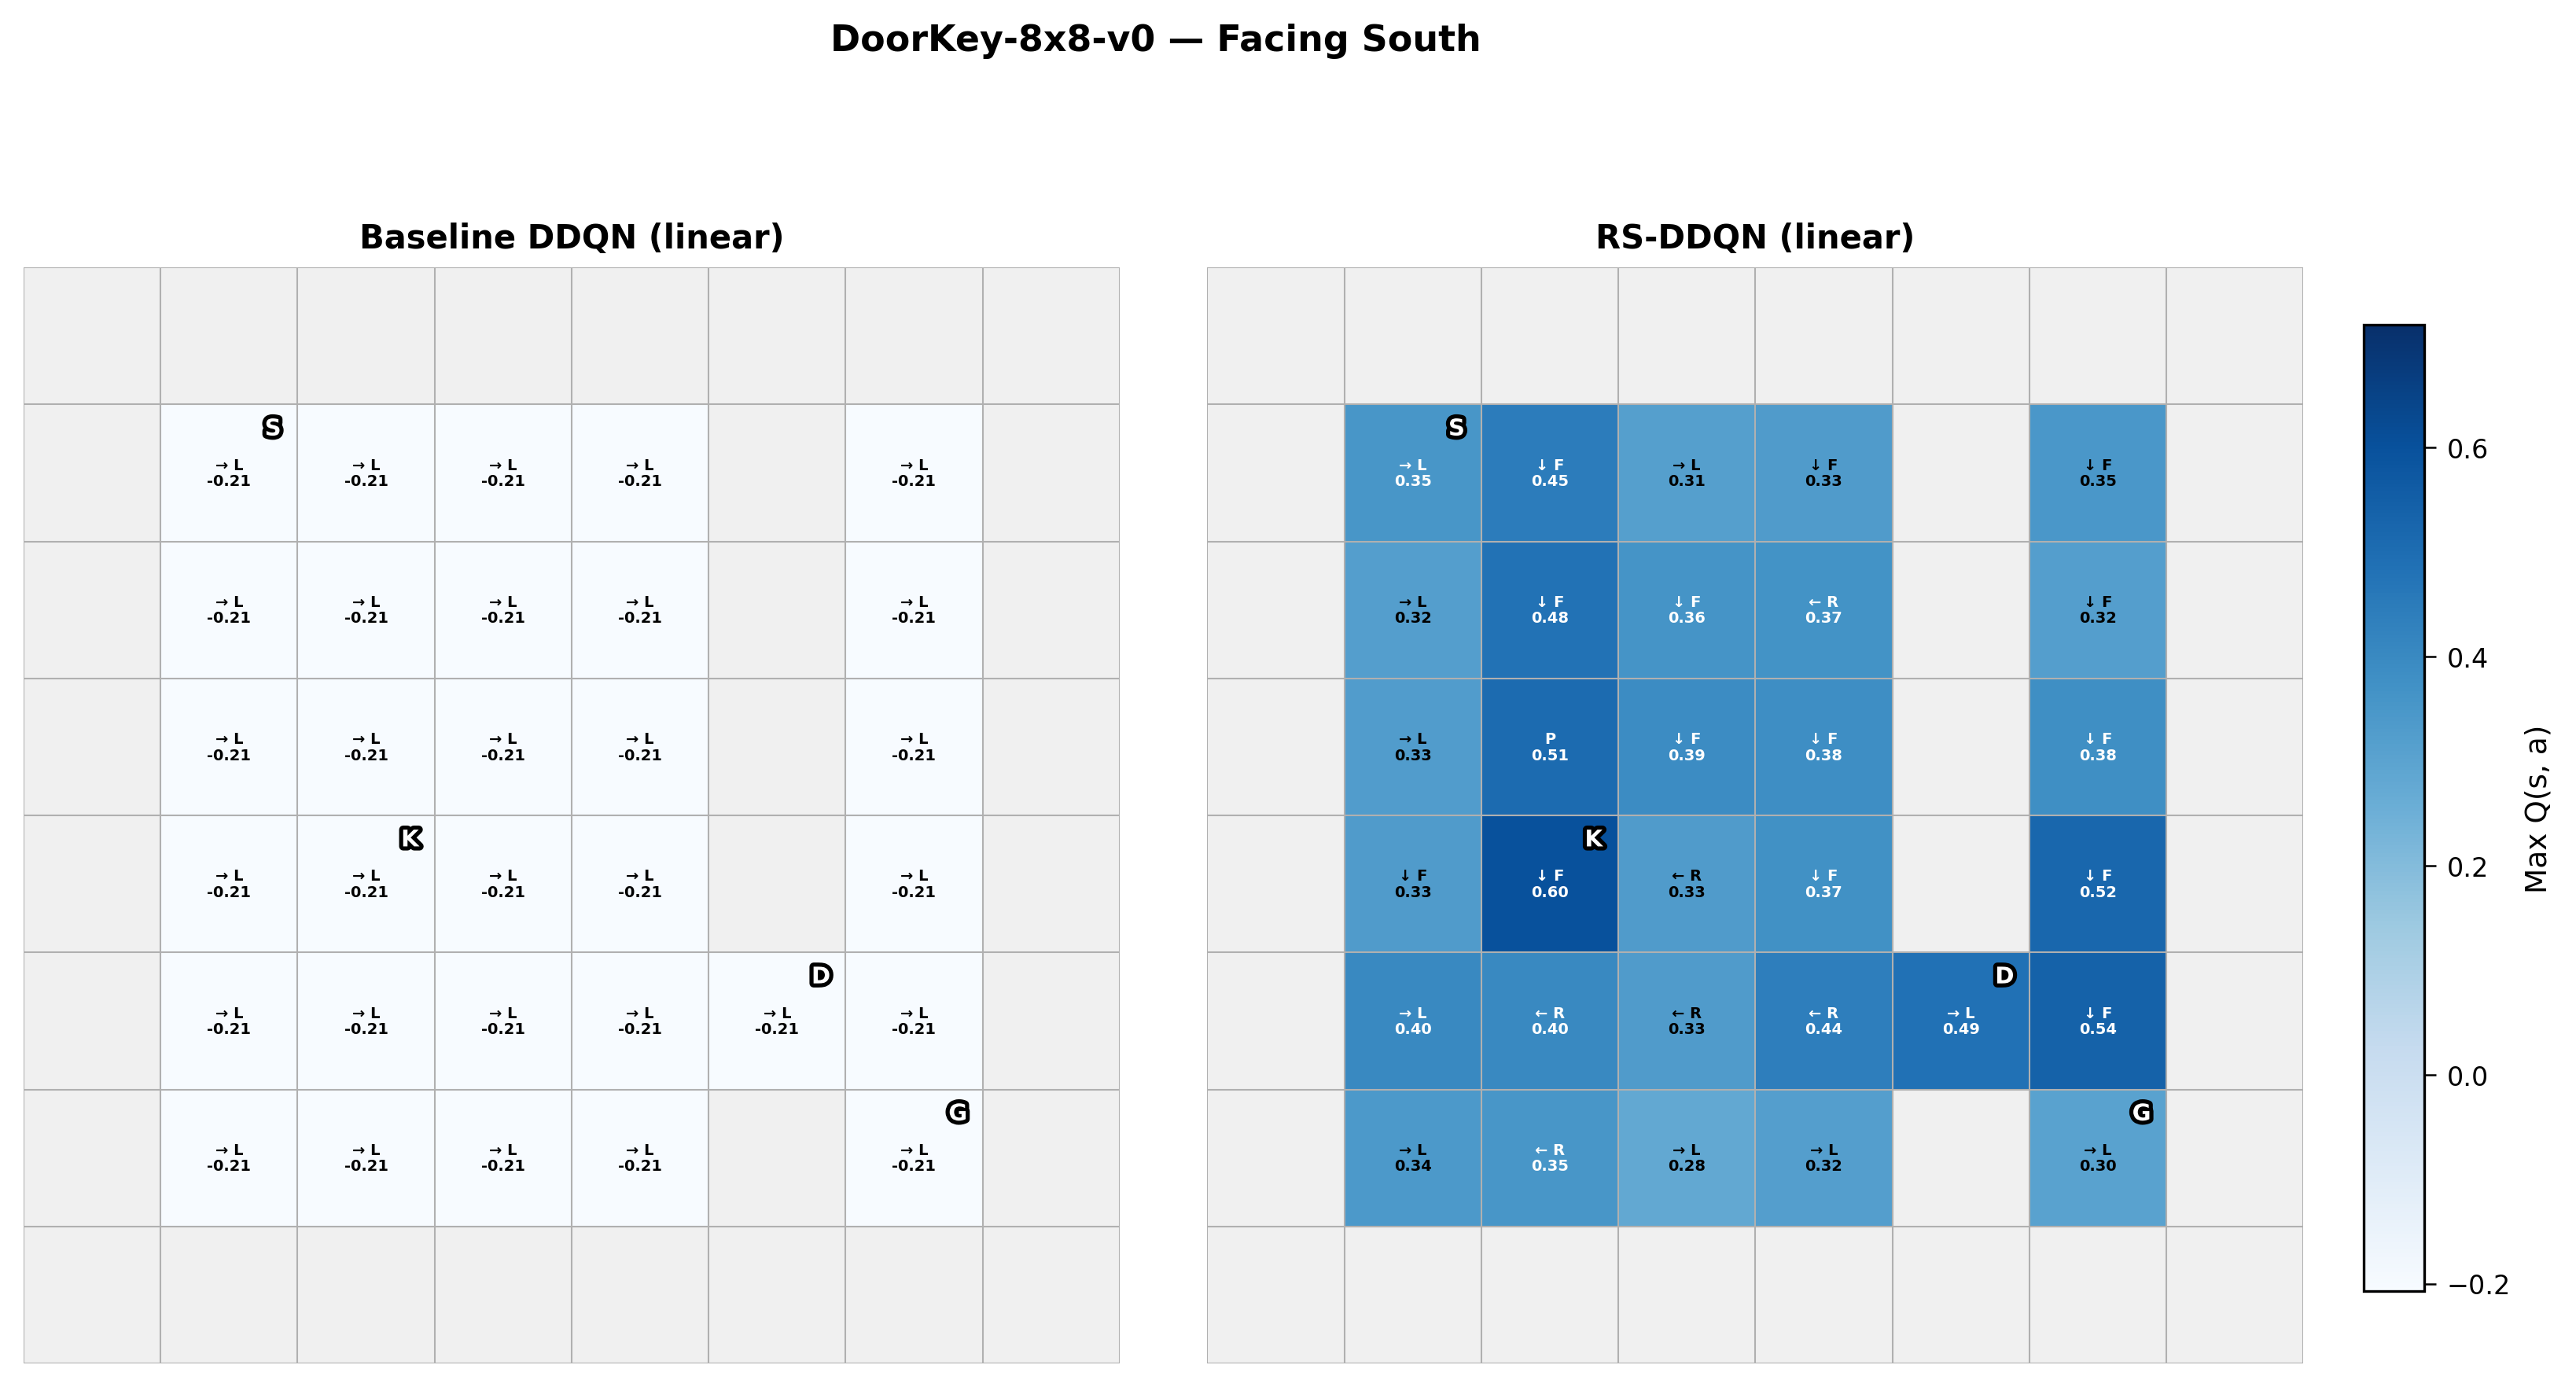 DoorKey-8x8-v0 — Facing South
Baseline DDQN (linear)
S
→ L → L → L → L → L
-0.21 -0.21 -0.21 -0.21 -0.21
→ L → L → L → L → L
-0.21 -0.21 -0.21 -0.21 -0.21
→ L → L → L → L → L
-0.21 -0.21 -0.21 -0.21 -0.21
K
→ L → L → L → L → L
-0.21 -0.21 -0.21 -0.21 -0.21
D
→ L → L → L → L → L → L
-0.21 -0.21 -0.21 -0.21 -0.21 -0.21
G
→ L → L → L → L → L
-0.21 -0.21 -0.21 -0.21 -0.21
RS-DDQN (linear)
S
→ L ↓ F → L ↓ F ↓ F
0.35 0.45 0.31 0.33 0.35
→ L ↓ F ↓ F ← R ↓ F
0.32 0.48 0.36 0.37 0.32
→ L P ↓ F ↓ F ↓ F
0.33 0.51 0.39 0.38 0.38
K
↓ F ↓ F ← R ↓ F ↓ F
0.33 0.60 0.33 0.37 0.52
D
→ L ← R ← R ← R → L ↓ F
0.40 0.40 0.33 0.44 0.49 0.54
G
→ L ← R → L → L → L
0.34 0.35 0.28 0.32 0.30
0.6
0.4
0.2
0.0
−0.2
Max Q(s, a)